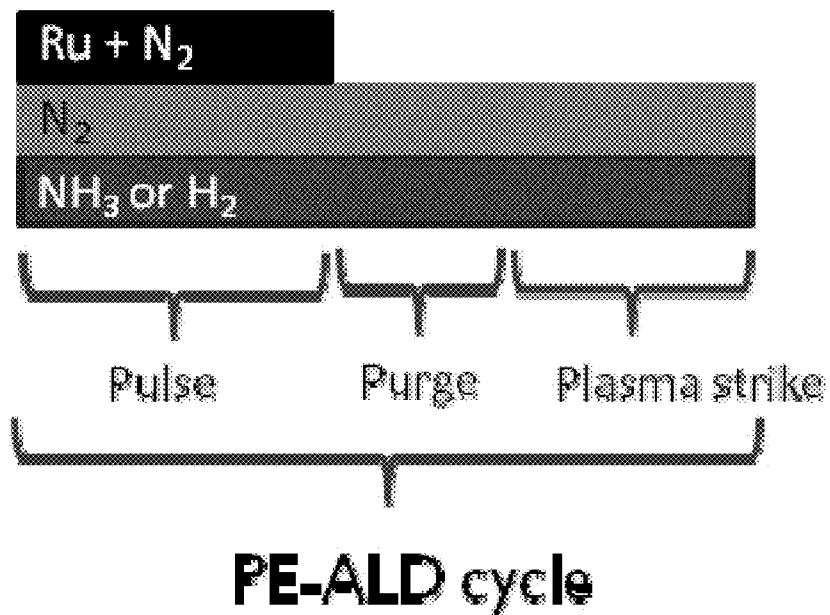 Ru + N₂
N₂
NH₃ or H₂
Pulse Purge Plasma strike
PE-ALD cycle